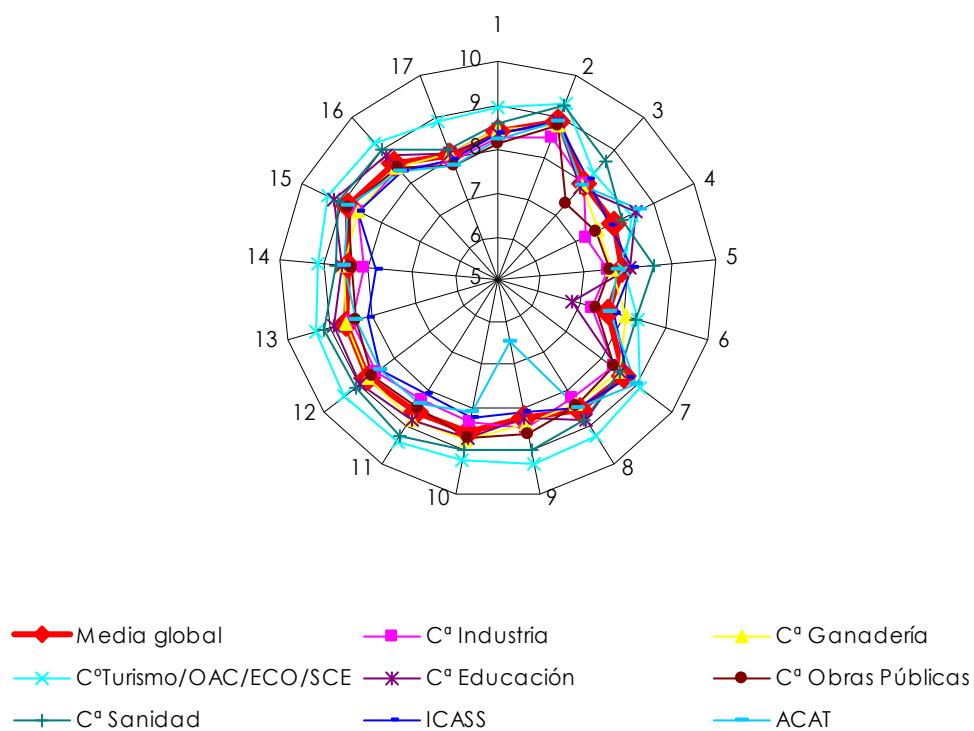 1
10
17
2
16
9
3
8
15
7
4
6
14
5
5
13
6
12
7
11
8
10
9
Media global
Cª Industria
Cª Ganadería
CªTurismo/OAC/ECO/SCE
Cª Educación
Cª Obras Públicas
Cª Sanidad
ICASS
ACAT